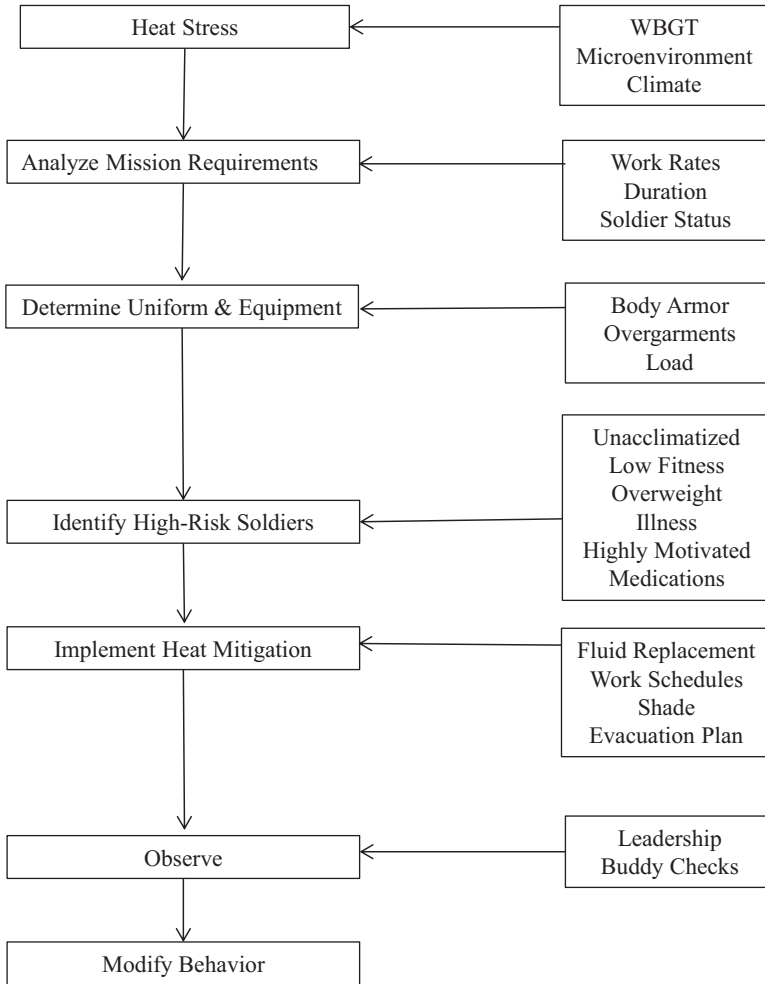 Heat Stress
WBGT
Microenvironment
Climate
Analyze Mission Requirements
Work Rates
Duration
Soldier Status
Determine Uniform & Equipment
Body Armor
Overgarments
Load
Identify High-Risk Soldiers
Unacclimatized
Low Fitness
Overweight
Illness
Highly Motivated
Medications
Implement Heat Mitigation
Fluid Replacement
Work Schedules
Shade
Evacuation Plan
Observe
Leadership
Buddy Checks
Modify Behavior